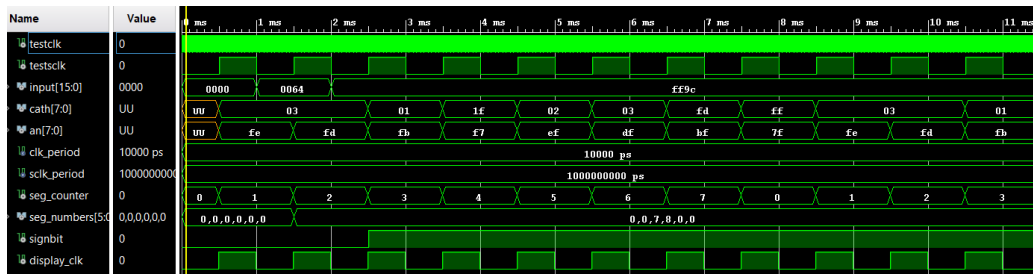 Name Value 0 ms 1 ms 2 ms 3 ms 4 ms 5 ms 6 ms 7 ms 8 ms 9 ms 10 ms 11 ms
testclk 0
testsclk 0
input[15:0] 0000 0000 0064 ff9c
cath[7:0] UU UU 03 01 1f 02 03 fd ff 03 01
an[7:0] UU UU fe fd fb f7 ef df bf 7f fe fd fb
clk_period 10000 ps 10000 ps
sclk_period 1000000000 1000000000 ps
seg_counter 0 0 1 2 3 4 5 6 7 0 1 2 3
seg_numbers[5:0 0,0,0,0,0,0 0,0,0,0,0,0 0,0,7,8,0,0
signbit 0
display_clk 0